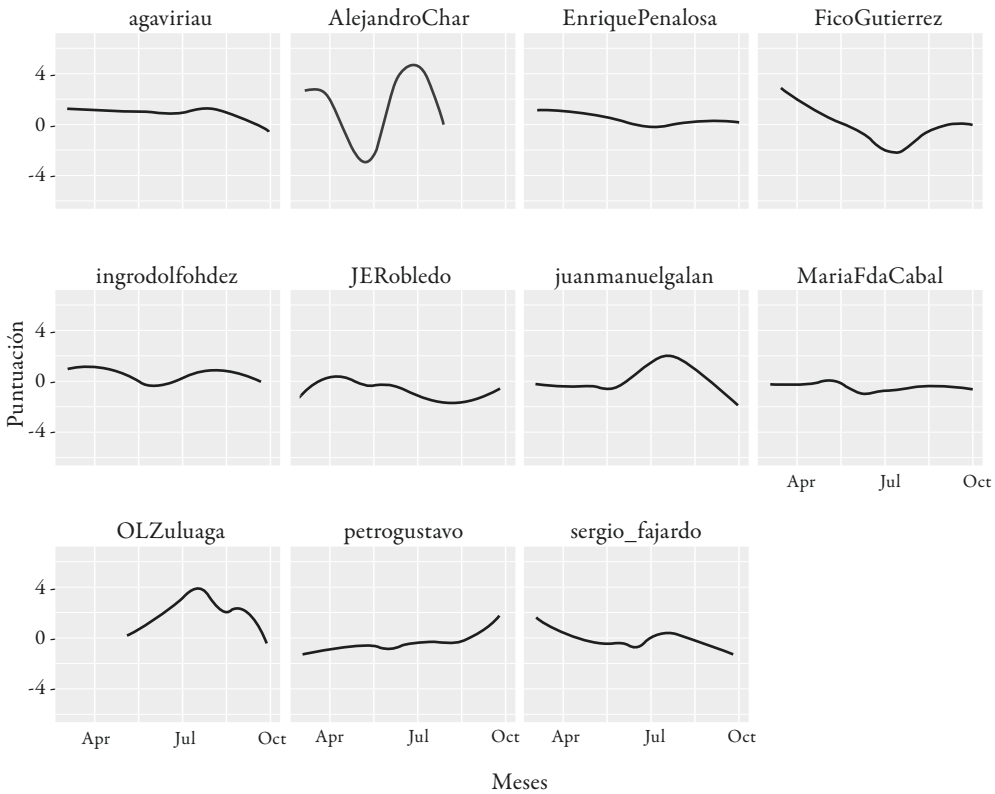 agaviriau AlejandroChar EnriquePenalosa FicoGutierrez
4
0
-4
ingrodolfohdez JERobledo juanmanuelgalan MariaFdaCabal
Puntuación
4
0
-4
Apr Jul Oct
OLZuluaga petrogustavo sergio_fajardo
4
0
-4
Apr Jul Oct Apr Jul Oct Apr Jul Oct
Meses